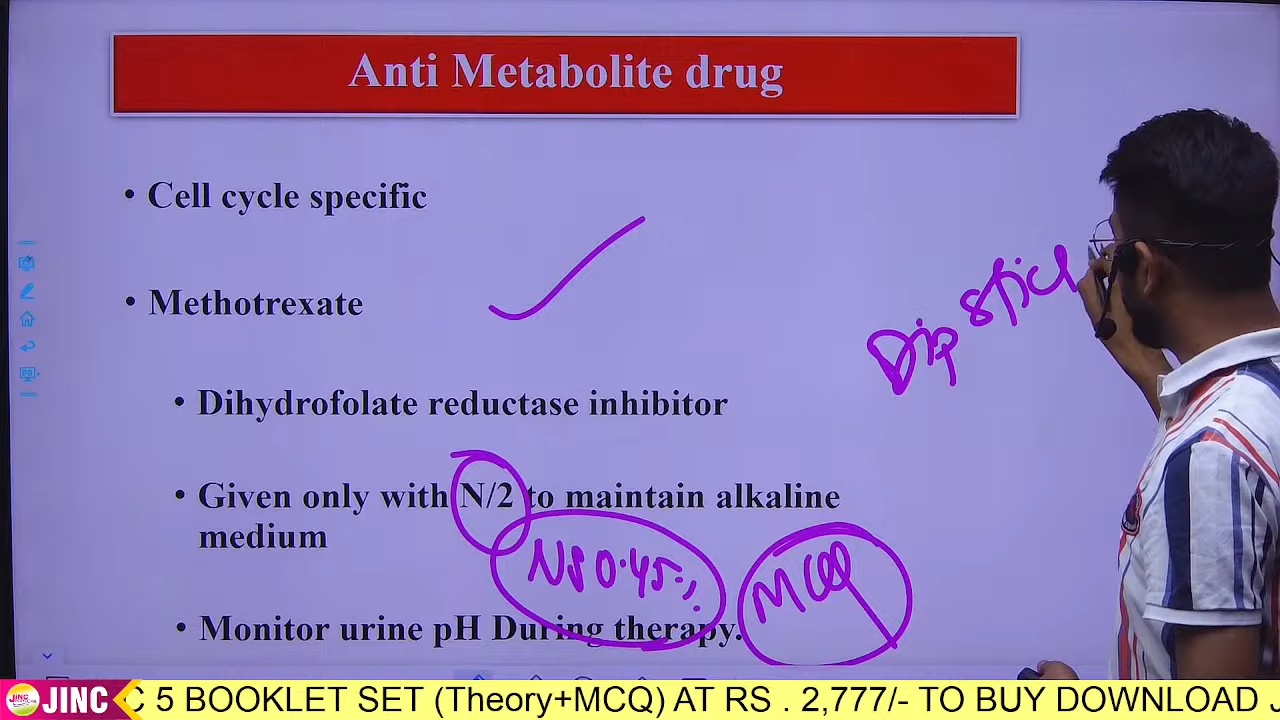 Anti Metabolite drug
• Cell cycle specific
• Methotrexate
Dip stick
• Dihydrofolate reductase inhibitor
• Given only with N/2 to maintain alkaline
medium
NS 0.45%.
MCQ
• Monitor urine pH During therapy.
JINC
JINC C 5 BOOKLET SET (Theory+MCQ) AT RS . 2,777/- TO BUY DOWNLOAD J